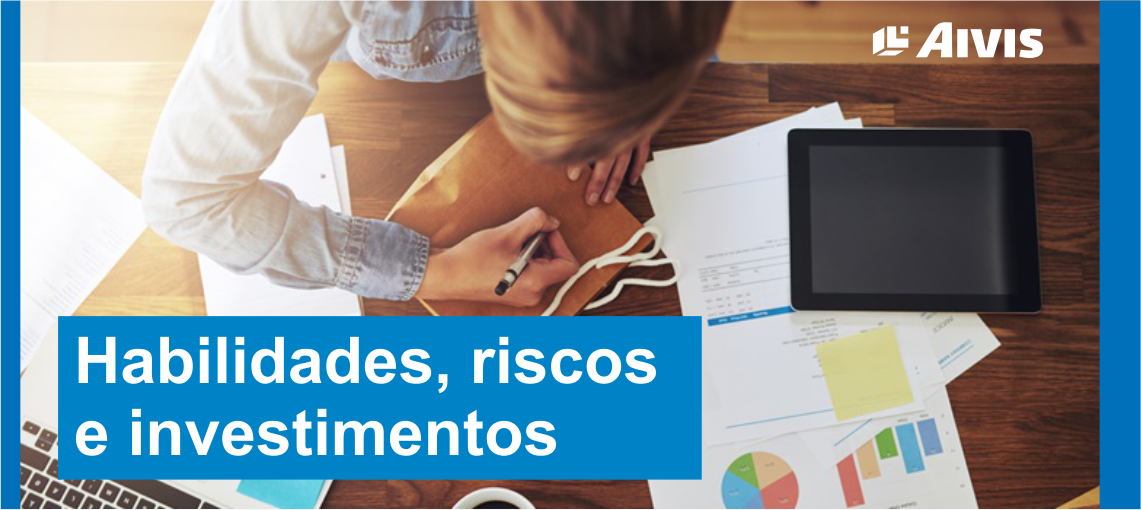 AIVIS
Habilidades, riscos
e investimentos